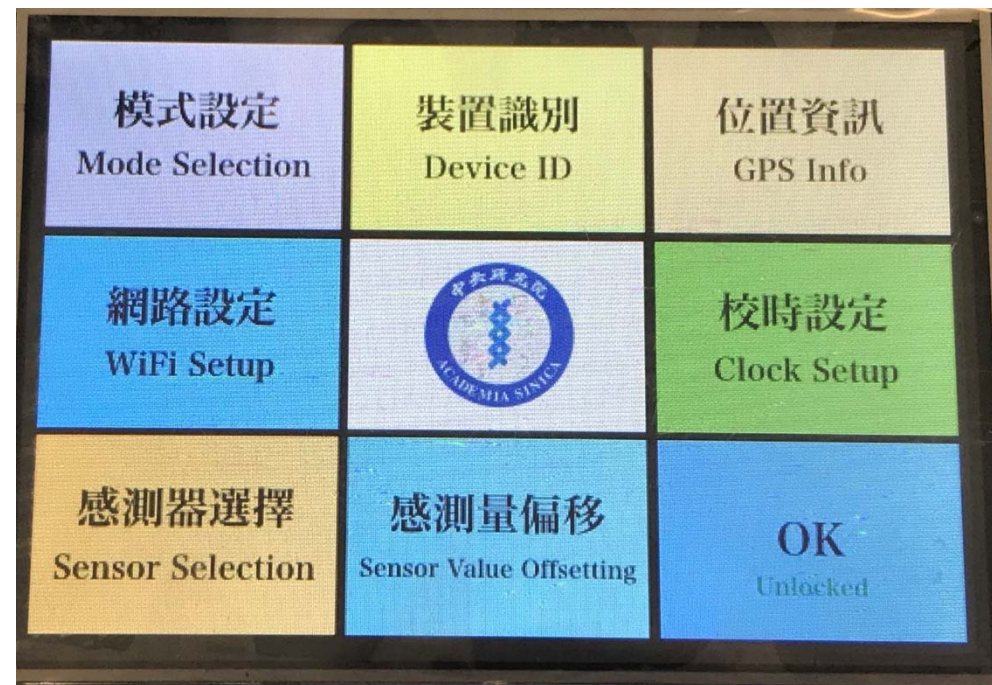 模式設定
Mode Selection
裝置識別
Device ID
位置資訊
GPS Info
網路設定
WiFi Setup
中央研究院
ACADEMIA SINICA
校時設定
Clock Setup
感測器選擇
Sensor Selection
感測量偏移
Sensor Value Offsetting
OK
Unlocked